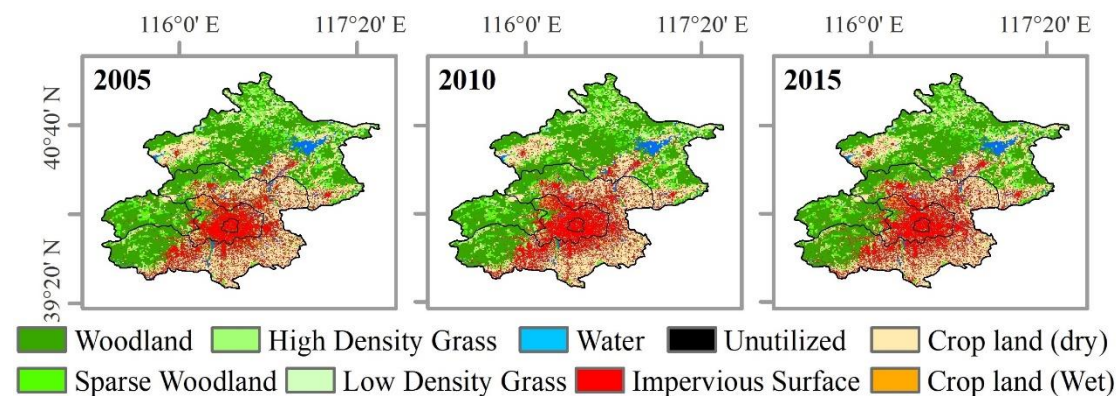 116°0' E 117°20' E 116°0' E 117°20' E 116°0' E 117°20' E
2005 2010 2015
40°40' N
39°20' N
Woodland High Density Grass Water Unutilized Crop land (dry)
Sparse Woodland Low Density Grass Impervious Surface Crop land (Wet)